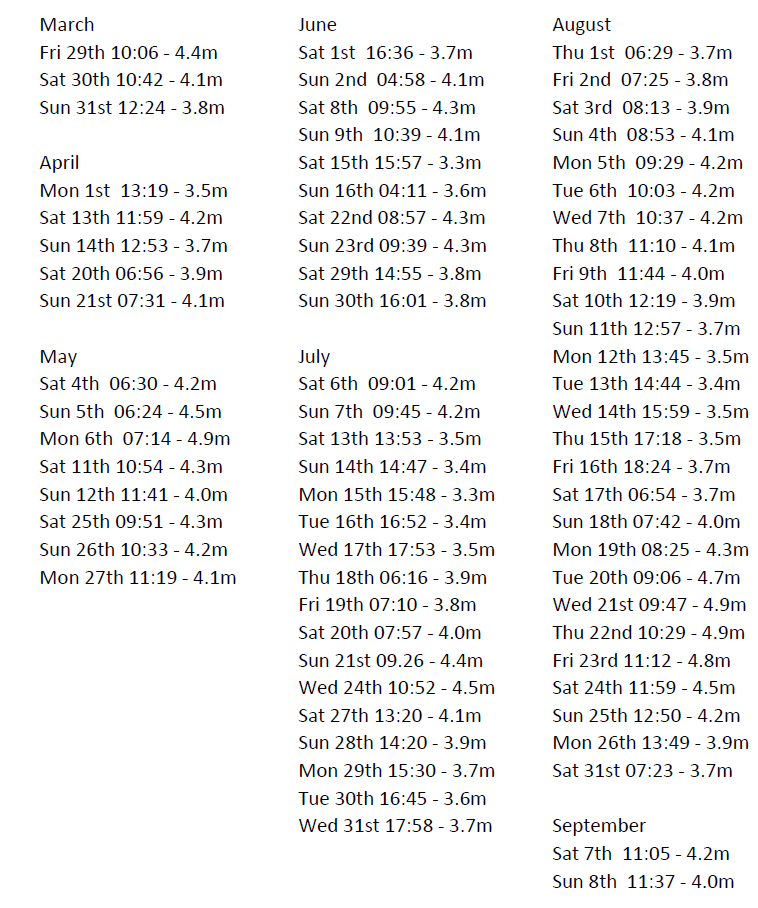 March
Fri 29th 10:06 - 4.4m
Sat 30th 10:42 - 4.1m
Sun 31st 12:24 - 3.8m
April
Mon 1st 13:19 - 3.5m
Sat 13th 11:59 - 4.2m
Sun 14th 12:53 - 3.7m
Sat 20th 06:56 - 3.9m
Sun 21st 07:31 - 4.1m
May
Sat 4th 06:30 - 4.2m
Sun 5th 06:24 - 4.5m
Mon 6th 07:14 - 4.9m
Sat 11th 10:54 - 4.3m
Sun 12th 11:41 - 4.0m
Sat 25th 09:51 - 4.3m
Sun 26th 10:33 - 4.2m
Mon 27th 11:19 - 4.1m
June
Sat 1st 16:36 - 3.7m
Sun 2nd 04:58 - 4.1m
Sat 8th 09:55 - 4.3m
Sun 9th 10:39 - 4.1m
Sat 15th 15:57 - 3.3m
Sun 16th 04:11 - 3.6m
Sat 22nd 08:57 - 4.3m
Sun 23rd 09:39 - 4.3m
Sat 29th 14:55 - 3.8m
Sun 30th 16:01 - 3.8m
July
Sat 6th 09:01 - 4.2m
Sun 7th 09:45 - 4.2m
Sat 13th 13:53 - 3.5m
Sun 14th 14:47 - 3.4m
Mon 15th 15:48 - 3.3m
Tue 16th 16:52 - 3.4m
Wed 17th 17:53 - 3.5m
Thu 18th 06:16 - 3.9m
Fri 19th 07:10 - 3.8m
Sat 20th 07:57 - 4.0m
Sun 21st 09.26 - 4.4m
Wed 24th 10:52 - 4.5m
Sat 27th 13:20 - 4.1m
Sun 28th 14:20 - 3.9m
Mon 29th 15:30 - 3.7m
Tue 30th 16:45 - 3.6m
Wed 31st 17:58 - 3.7m
August
Thu 1st 06:29 - 3.7m
Fri 2nd 07:25 - 3.8m
Sat 3rd 08:13 - 3.9m
Sun 4th 08:53 - 4.1m
Mon 5th 09:29 - 4.2m
Tue 6th 10:03 - 4.2m
Wed 7th 10:37 - 4.2m
Thu 8th 11:10 - 4.1m
Fri 9th 11:44 - 4.0m
Sat 10th 12:19 - 3.9m
Sun 11th 12:57 - 3.7m
Mon 12th 13:45 - 3.5m
Tue 13th 14:44 - 3.4m
Wed 14th 15:59 - 3.5m
Thu 15th 17:18 - 3.5m
Fri 16th 18:24 - 3.7m
Sat 17th 06:54 - 3.7m
Sun 18th 07:42 - 4.0m
Mon 19th 08:25 - 4.3m
Tue 20th 09:06 - 4.7m
Wed 21st 09:47 - 4.9m
Thu 22nd 10:29 - 4.9m
Fri 23rd 11:12 - 4.8m
Sat 24th 11:59 - 4.5m
Sun 25th 12:50 - 4.2m
Mon 26th 13:49 - 3.9m
Sat 31st 07:23 - 3.7m
September
Sat 7th 11:05 - 4.2m
Sun 8th 11:37 - 4.0m